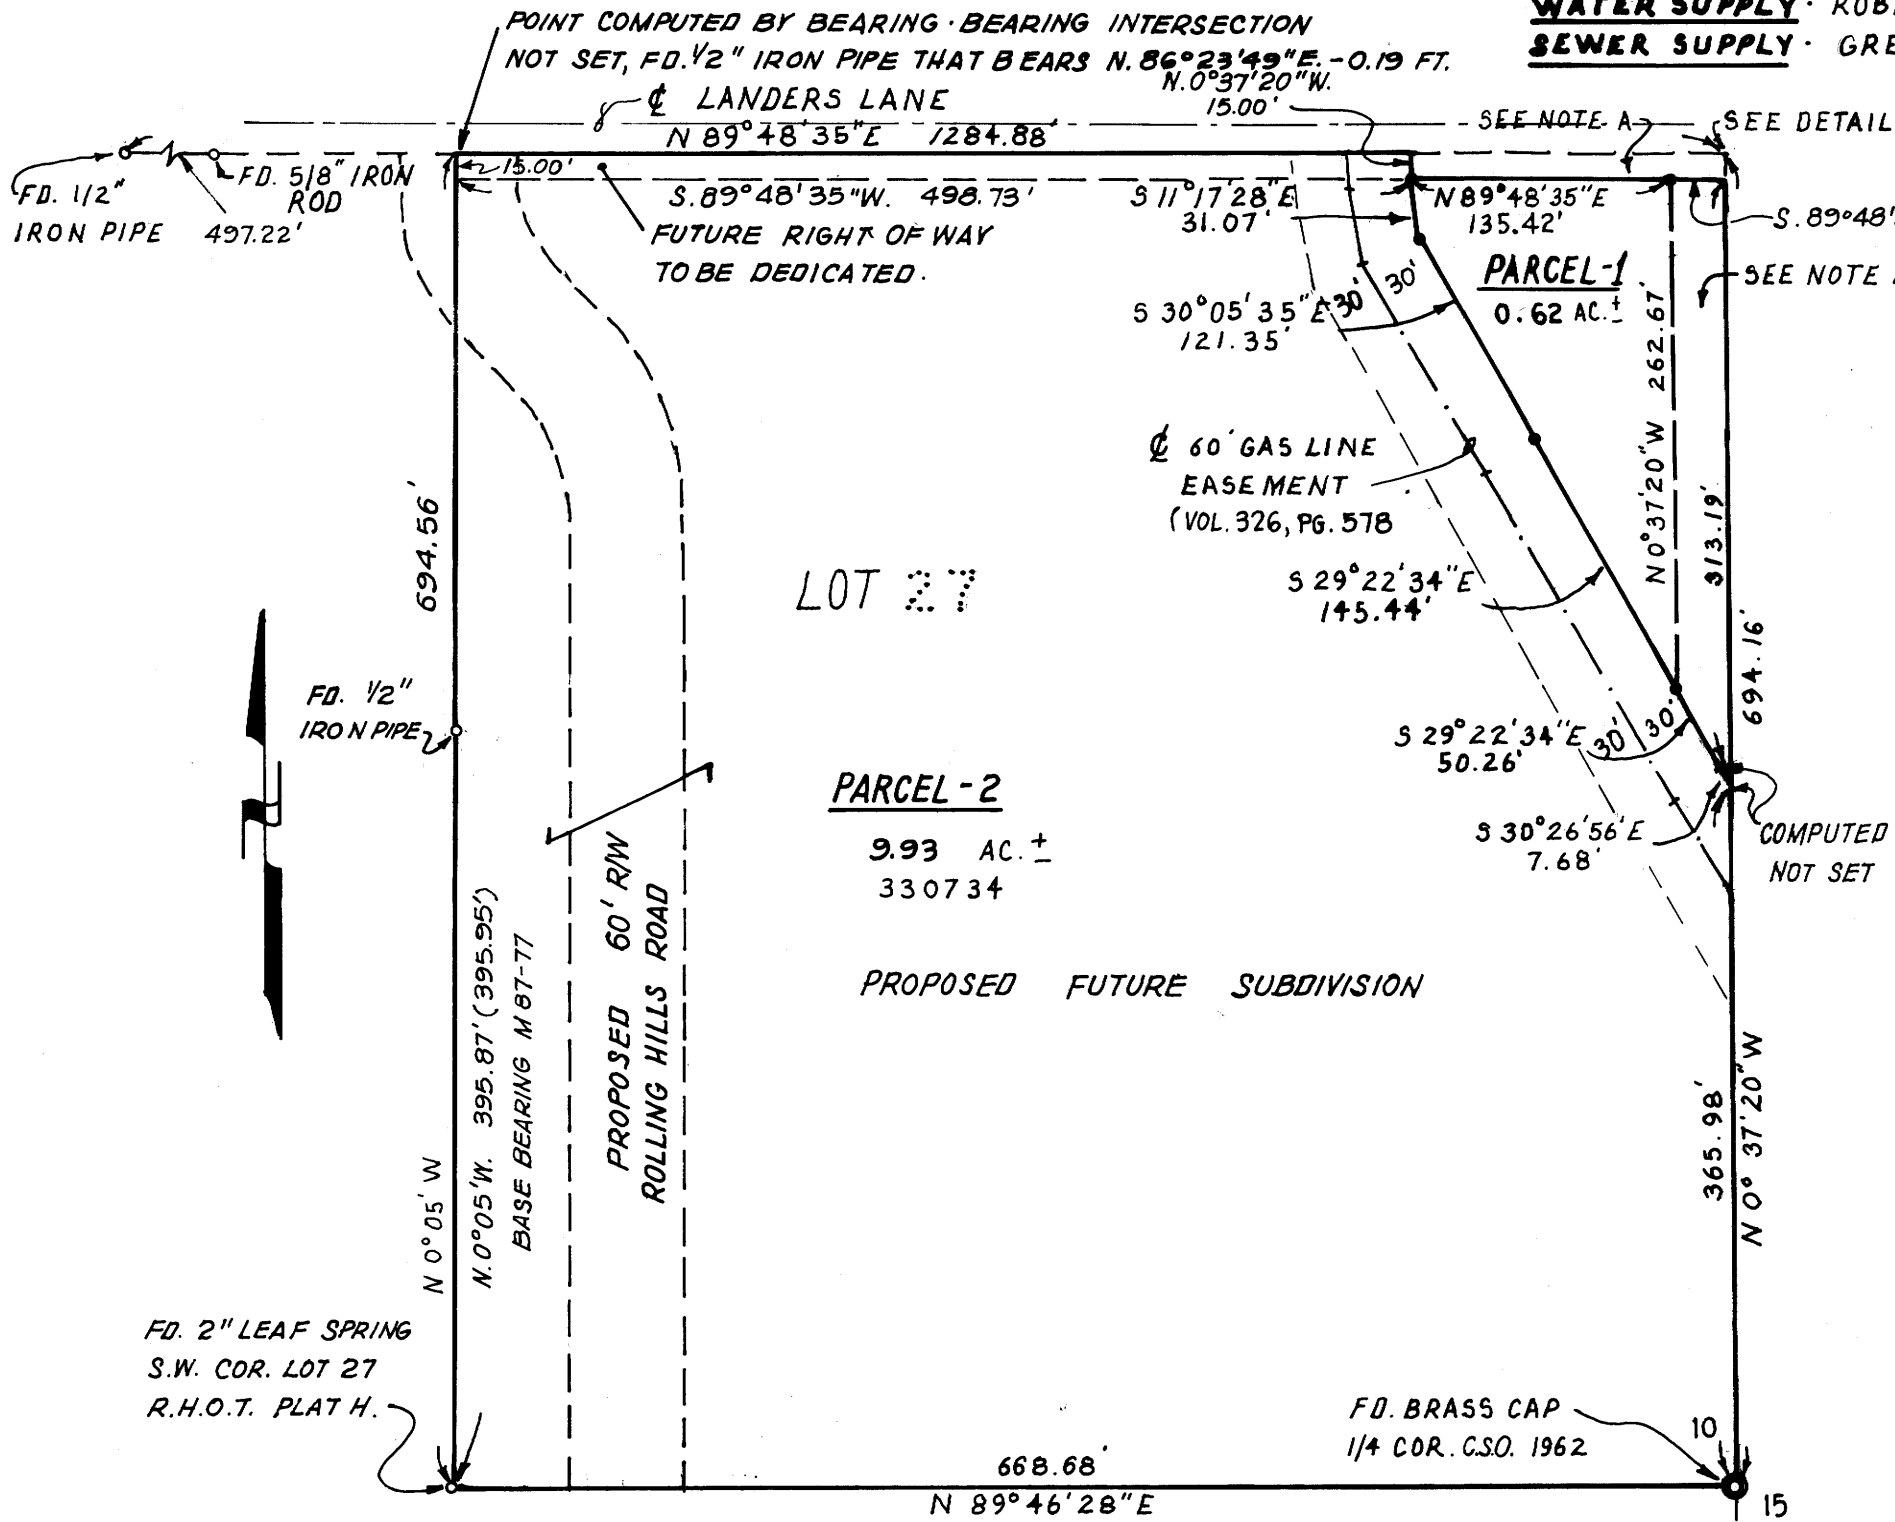 POINT COMPUTED BY BEARING · BEARING INTERSECTION
NOT SET, FD. 1/2" IRON PIPE THAT BEARS N. 86°23'49"E. - 0.19 FT.
WATER SUPPLY · ROB
SEWER SUPPLY · GRE
N.0°37'20"W.
15.00'
℄ LANDERS LANE
N 89°48'35"E 1284.88'
SEE NOTE A
SEE DETAIL
FD. 1/2"
IRON PIPE
497.22'
FD. 5/8" IRON
ROD
15.00'
S.89°48'35"W. 498.73'
FUTURE RIGHT OF WAY
TO BE DEDICATED.
S 11°17'28"E
31.07'
N 89°48'35"E
135.42'
S. 89°48'
PARCEL-1
0.62 AC.±
SEE NOTE
S 30°05'35"E
121.35'
30'
30'
N 0°37'20"W 262.67'
313.19'
694.16'
℄ 60' GAS LINE
EASEMENT
(VOL. 326, PG. 578
694.56'
LOT 27
S 29°22'34"E
145.44'
FD. 1/2"
IRON PIPE
S 29°22'34"E
50.26'
30'
30'
PARCEL - 2
9.93 AC. ±
330734
S 30°26'56'E
7.68'
COMPUTED
NOT SET
PROPOSED FUTURE SUBDIVISION
PROPOSED 60' R/W
ROLLING HILLS ROAD
N 0°05' W
N.0°05'W. 395.87' (395.95')
BASE BEARING M 87-77
365.98'
N 0° 37'20"W
FD. 2" LEAF SPRING
S.W. COR. LOT 27
R.H.O.T. PLAT H.
FD. BRASS CAP
1/4 COR. C.S.O. 1962
10
15
668.68'
N 89°46'28"E